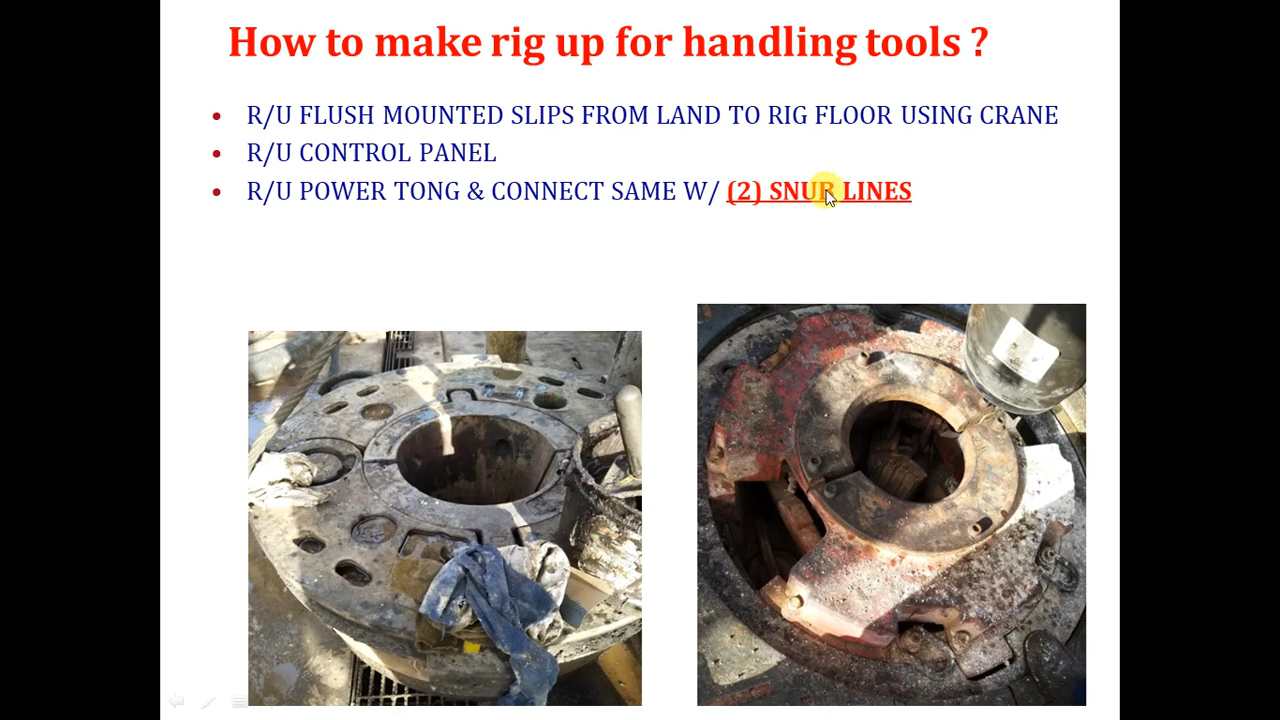 How to make rig up for handling tools ?
• R/U FLUSH MOUNTED SLIPS FROM LAND TO RIG FLOOR USING CRANE
• R/U CONTROL PANEL
• R/U POWER TONG & CONNECT SAME W/ (2) SNUR LINES